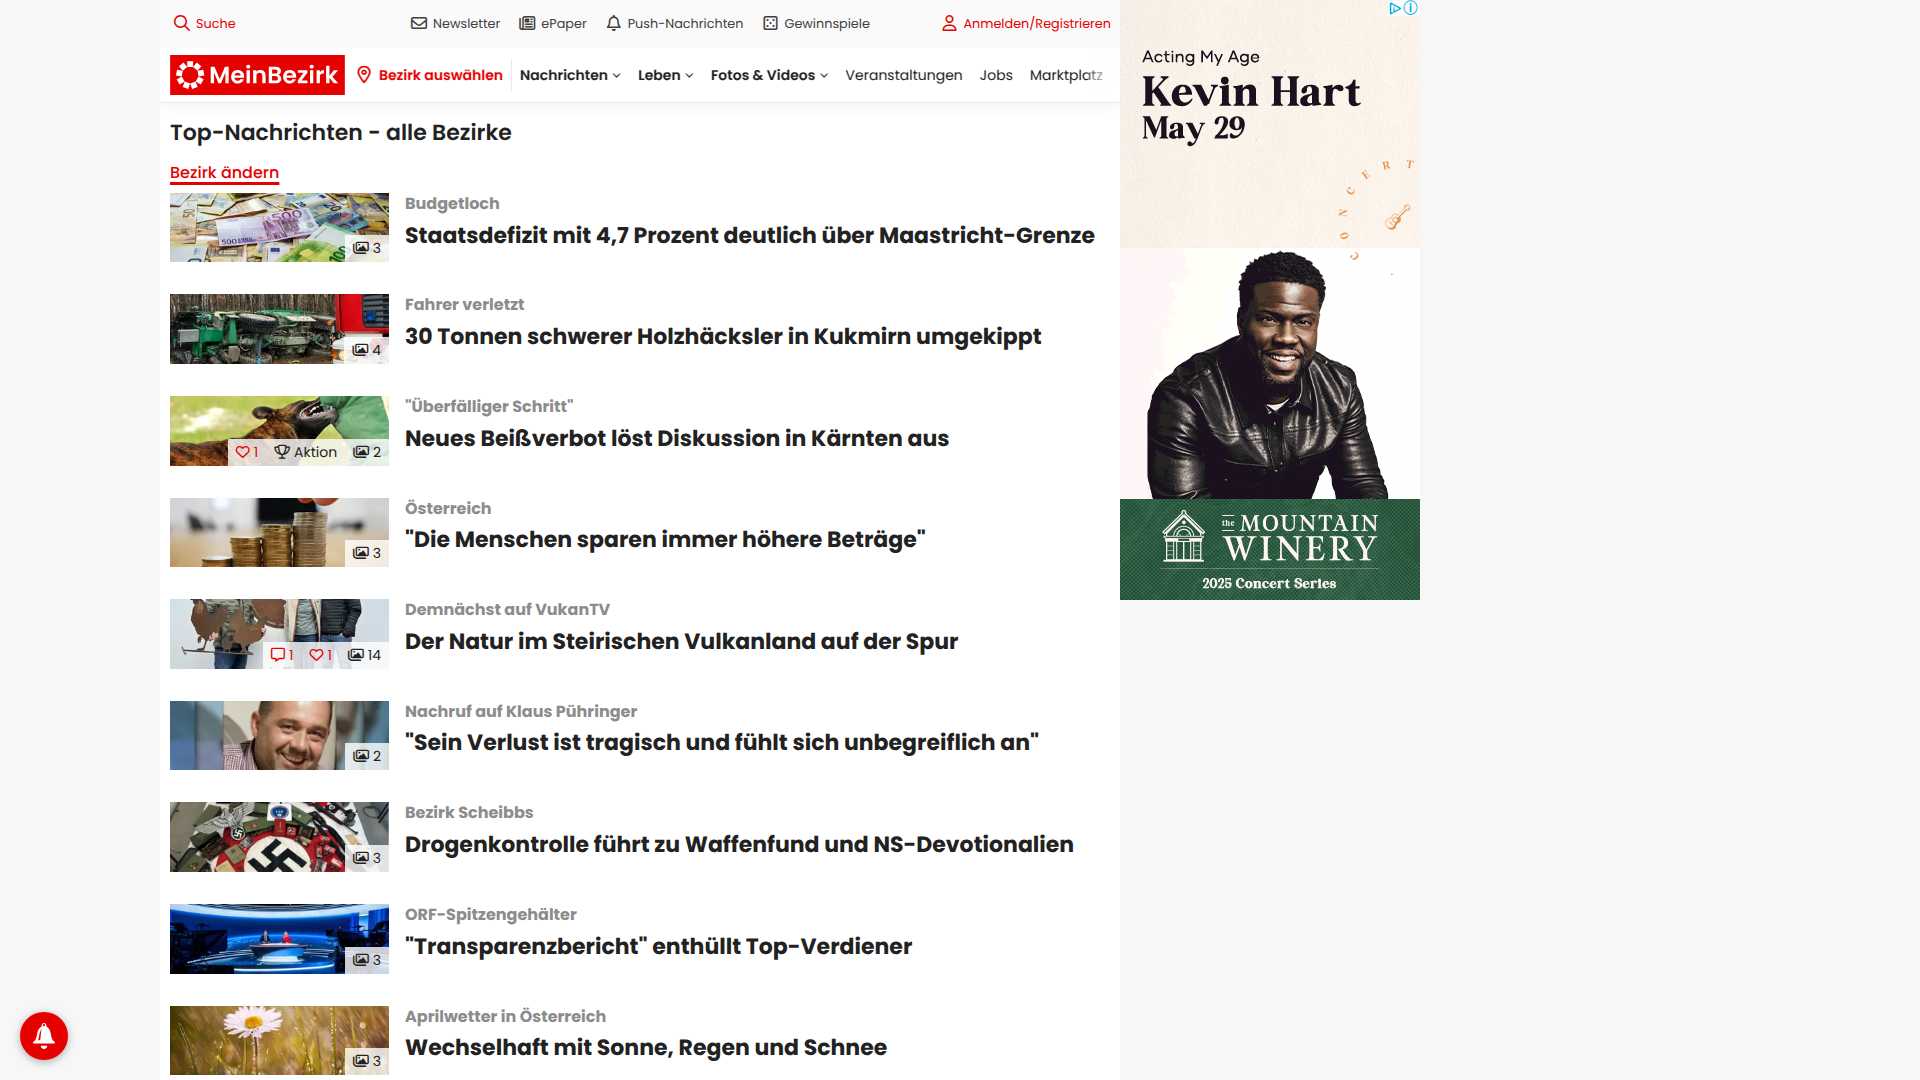 Suche
Newsletter
ePaper
Push-Nachrichten
Gewinnspiele
Anmelden/Registrieren
MeinBezirk
Bezirk auswählen
Nachrichten
Leben
Fotos & Videos
Veranstaltungen
Jobs
Marktplatz
Top-Nachrichten - alle Bezirke
Bezirk ändern
3
Budgetloch
Staatsdefizit mit 4,7 Prozent deutlich über Maastricht-Grenze
4
Fahrer verletzt
30 Tonnen schwerer Holzhäcksler in Kukmirn umgekippt
1 Aktion 2
"Überfälliger Schritt"
Neues Beißverbot löst Diskussion in Kärnten aus
3
Österreich
"Die Menschen sparen immer höhere Beträge"
1 1 14
Demnächst auf VukanTV
Der Natur im Steirischen Vulkanland auf der Spur
2
Nachruf auf Klaus Pühringer
"Sein Verlust ist tragisch und fühlt sich unbegreiflich an"
3
Bezirk Scheibbs
Drogenkontrolle führt zu Waffenfund und NS-Devotionalien
3
ORF-Spitzengehälter
"Transparenzbericht" enthüllt Top-Verdiener
3
Aprilwetter in Österreich
Wechselhaft mit Sonne, Regen und Schnee
Acting My Age
Kevin Hart
May 29
CONCERT
the MOUNTAIN
WINERY
2025 Concert Series